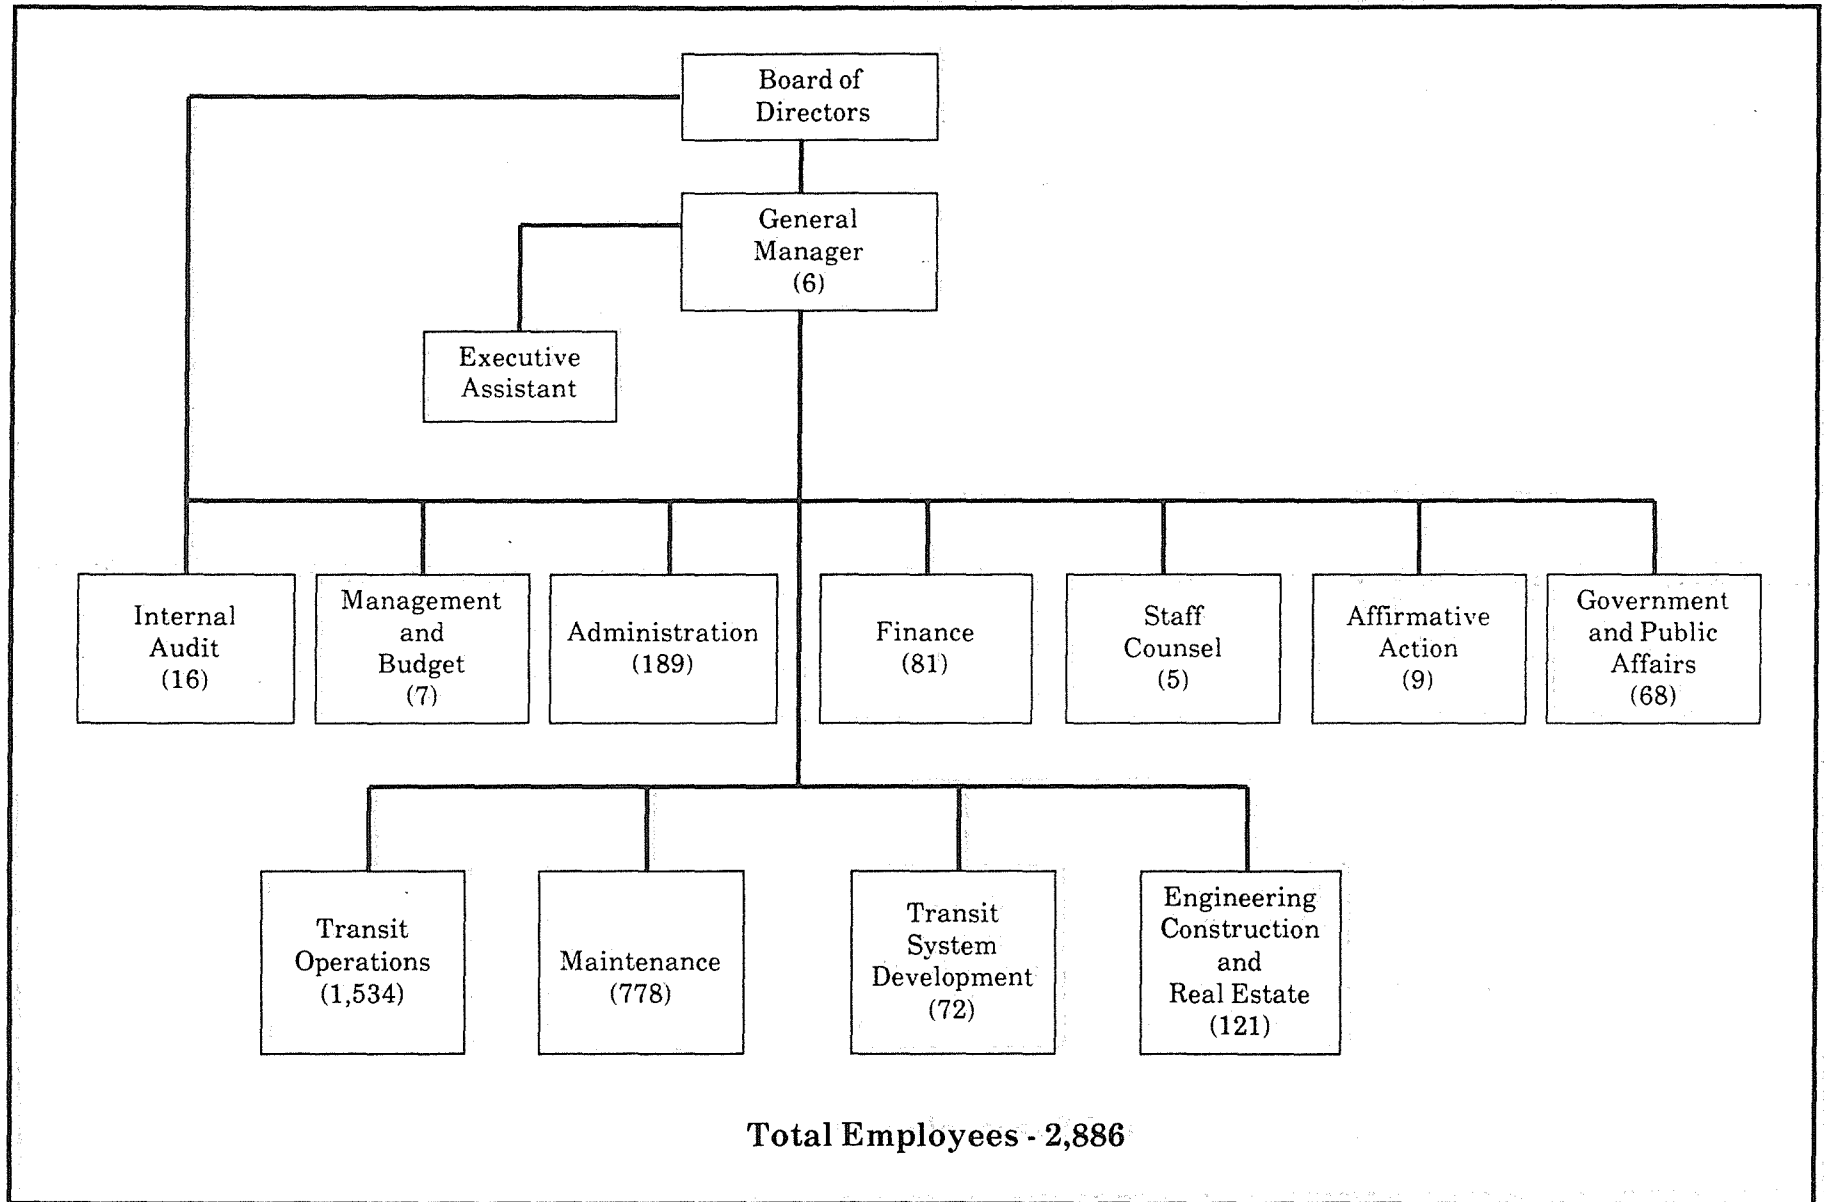 Board of
Directors
General
Manager
(6)
Executive
Assistant
Internal
Audit
(16)
Management
and
Budget
(7)
Administration
(189)
Finance
(81)
Staff
Counsel
(5)
Affirmative
Action
(9)
Government
and Public
Affairs
(68)
Transit
Operations
(1,534)
Maintenance
(778)
Transit
System
Development
(72)
Engineering
Construction
and
Real Estate
(121)
Total Employees - 2,886